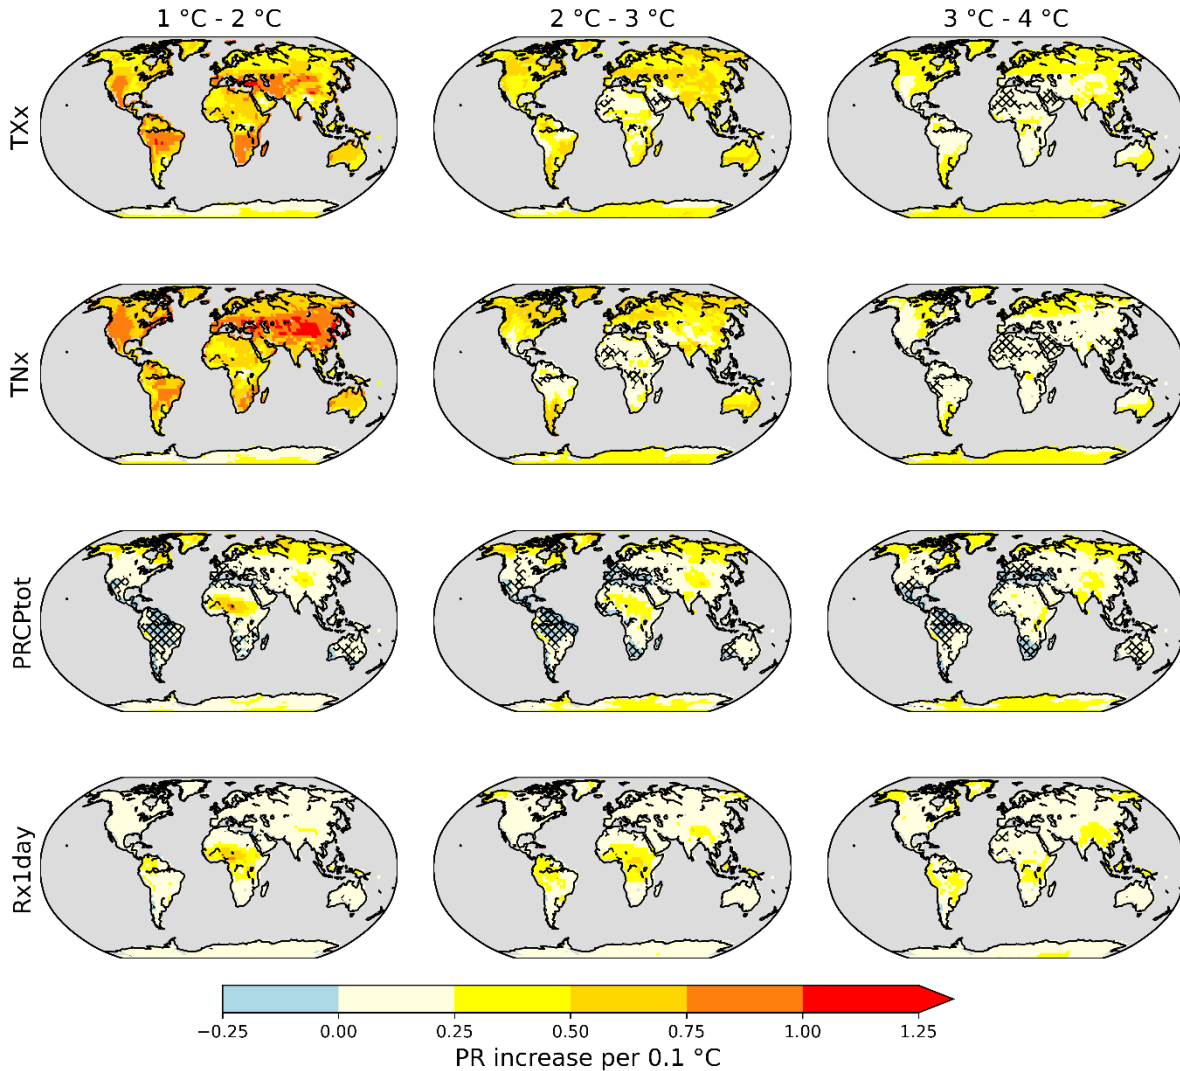 1 °C - 2 °C
2 °C - 3 °C
3 °C - 4 °C
TXx
TNx
PRCPtot
Rx1day
−0.25
0.00
0.25
0.50
0.75
1.00
1.25
PR increase per 0.1 °C